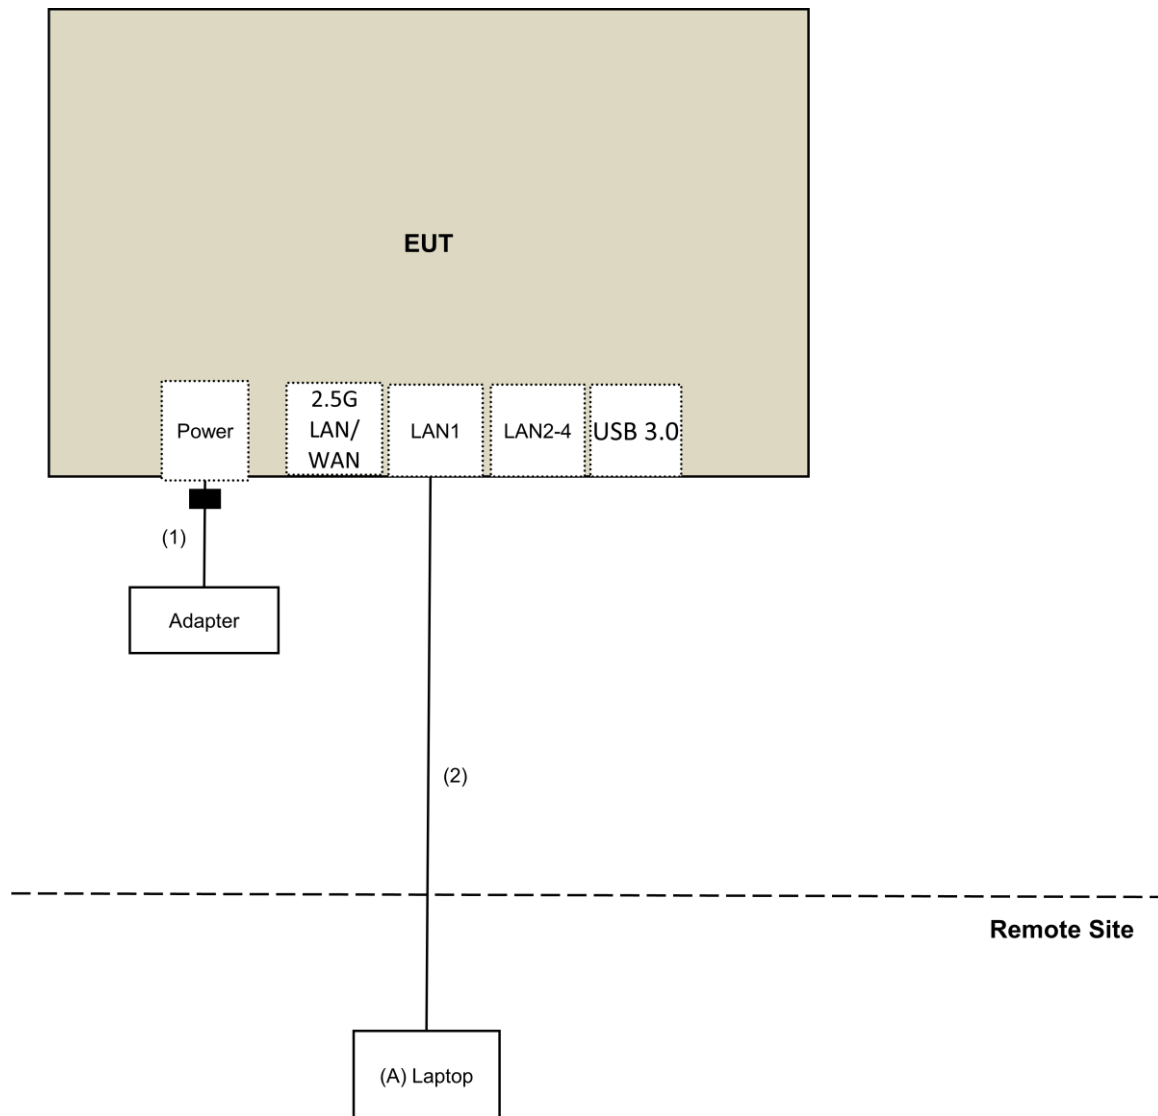 EUT
Power
2.5G
LAN/
WAN
LAN1
LAN2-4
USB 3.0
(1)
Adapter
(2)
Remote Site
(A) Laptop